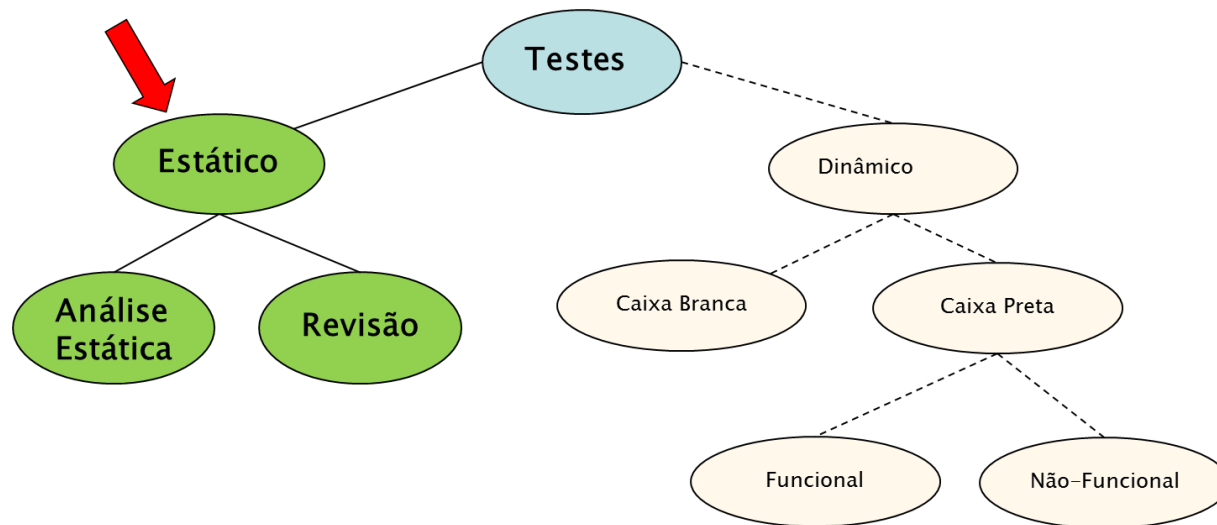 Testes
Estático
Dinâmico
Análise
Estática
Revisão
Caixa Branca
Caixa Preta
Funcional
Não-Funcional